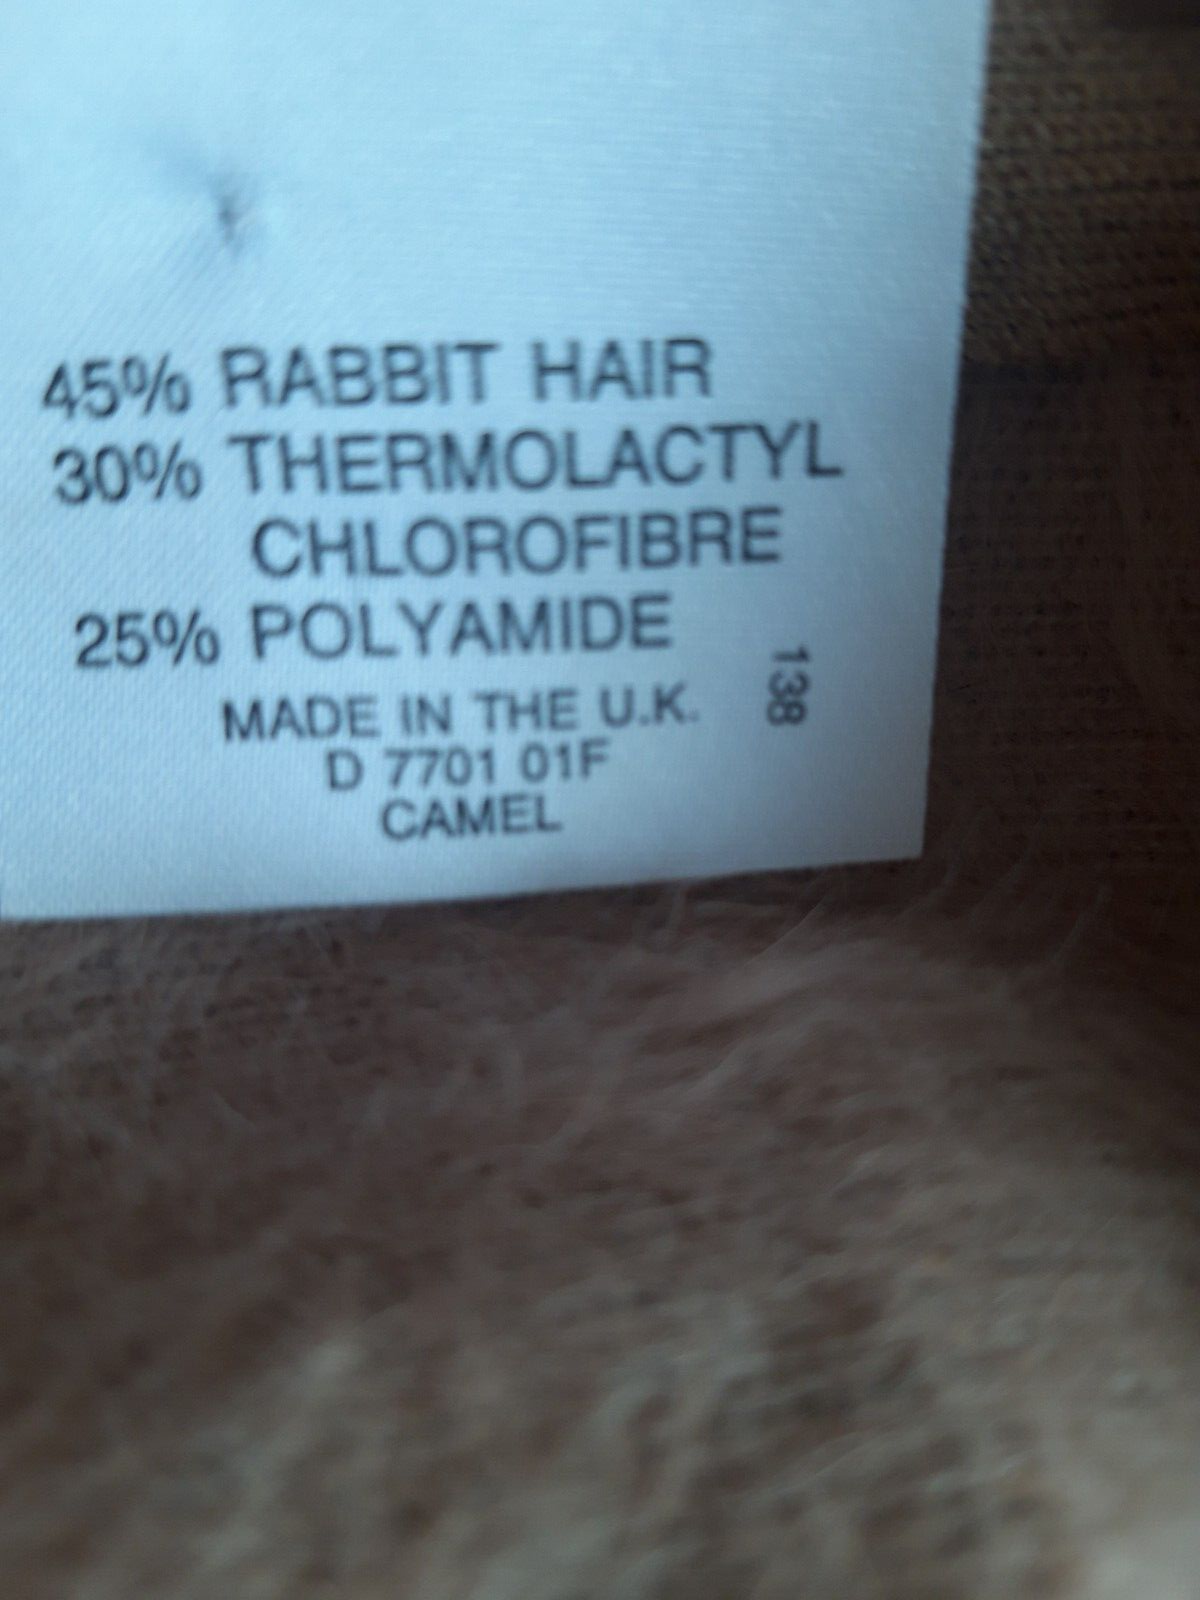 45% RABBIT HAIR
30% THERMOLACTYL
CHLOROFIBRE
25% POLYAMIDE
MADE IN THE U.K.
D 7701 01F
CAMEL
138